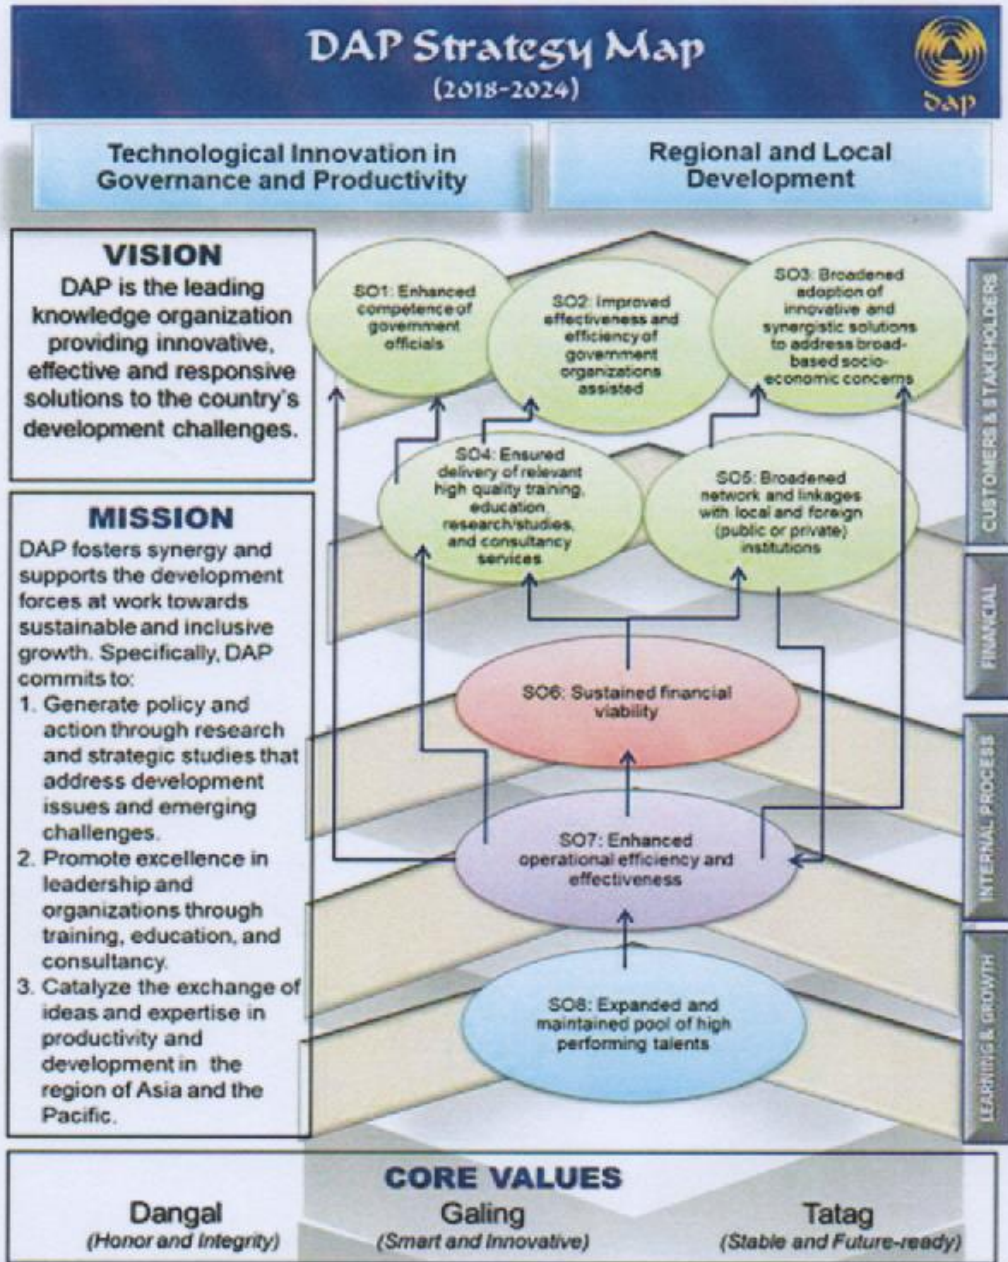 DAP Strategy Map
(2018-2024)
dap
Technological Innovation in
Governance and Productivity
Regional and Local
Development
VISION
DAP is the leading
knowledge organization
providing innovative,
effective and responsive
solutions to the country's
development challenges.
MISSION
DAP fosters synergy and
supports the development
forces at work towards
sustainable and inclusive
growth. Specifically, DAP
commits to:
1. Generate policy and
action through research
and strategic studies that
address development
issues and emerging
challenges.
2. Promote excellence in
leadership and
organizations through
training, education, and
consultancy.
3. Catalyze the exchange of
ideas and expertise in
productivity and
development in the
region of Asia and the
Pacific.
SO1: Enhanced
competence of
government
officials
SO2: Improved
effectiveness and
efficiency of
government
organizations
assisted
SO3: Broadened
adoption of
innovative and
synergistic solutions
to address broad-
based socio-
economic concerns
SO4: Ensured
delivery of relevant
high quality training,
education,
research/studies,
and consultancy
services
SO5: Broadened
network and linkages
with local and foreign
(public or private)
institutions
SO6: Sustained financial
viability
SO7: Enhanced
operational efficiency and
effectiveness
SO8: Expanded and
maintained pool of high
performing talents
CUSTOMERS & STAKEHOLDERS
FINANCIAL
INTERNAL PROCESS
LEARNING & GROWTH
CORE VALUES
Dangal
(Honor and Integrity)
Galing
(Smart and Innovative)
Tatag
(Stable and Future-ready)